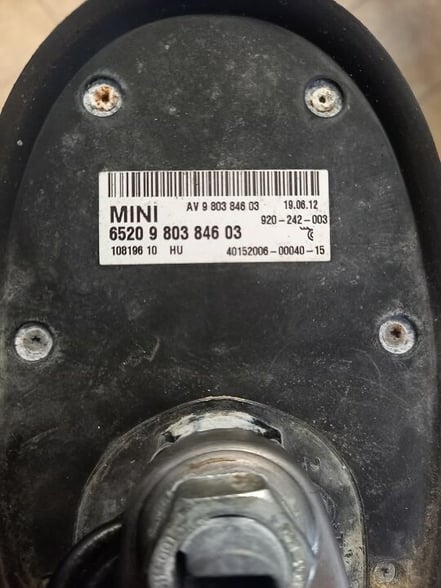 AV 9 803 846 03 19.06.12
MINI 920-242-003
6520 9 803 846 03
108196 10 HU 40152006-00040-15